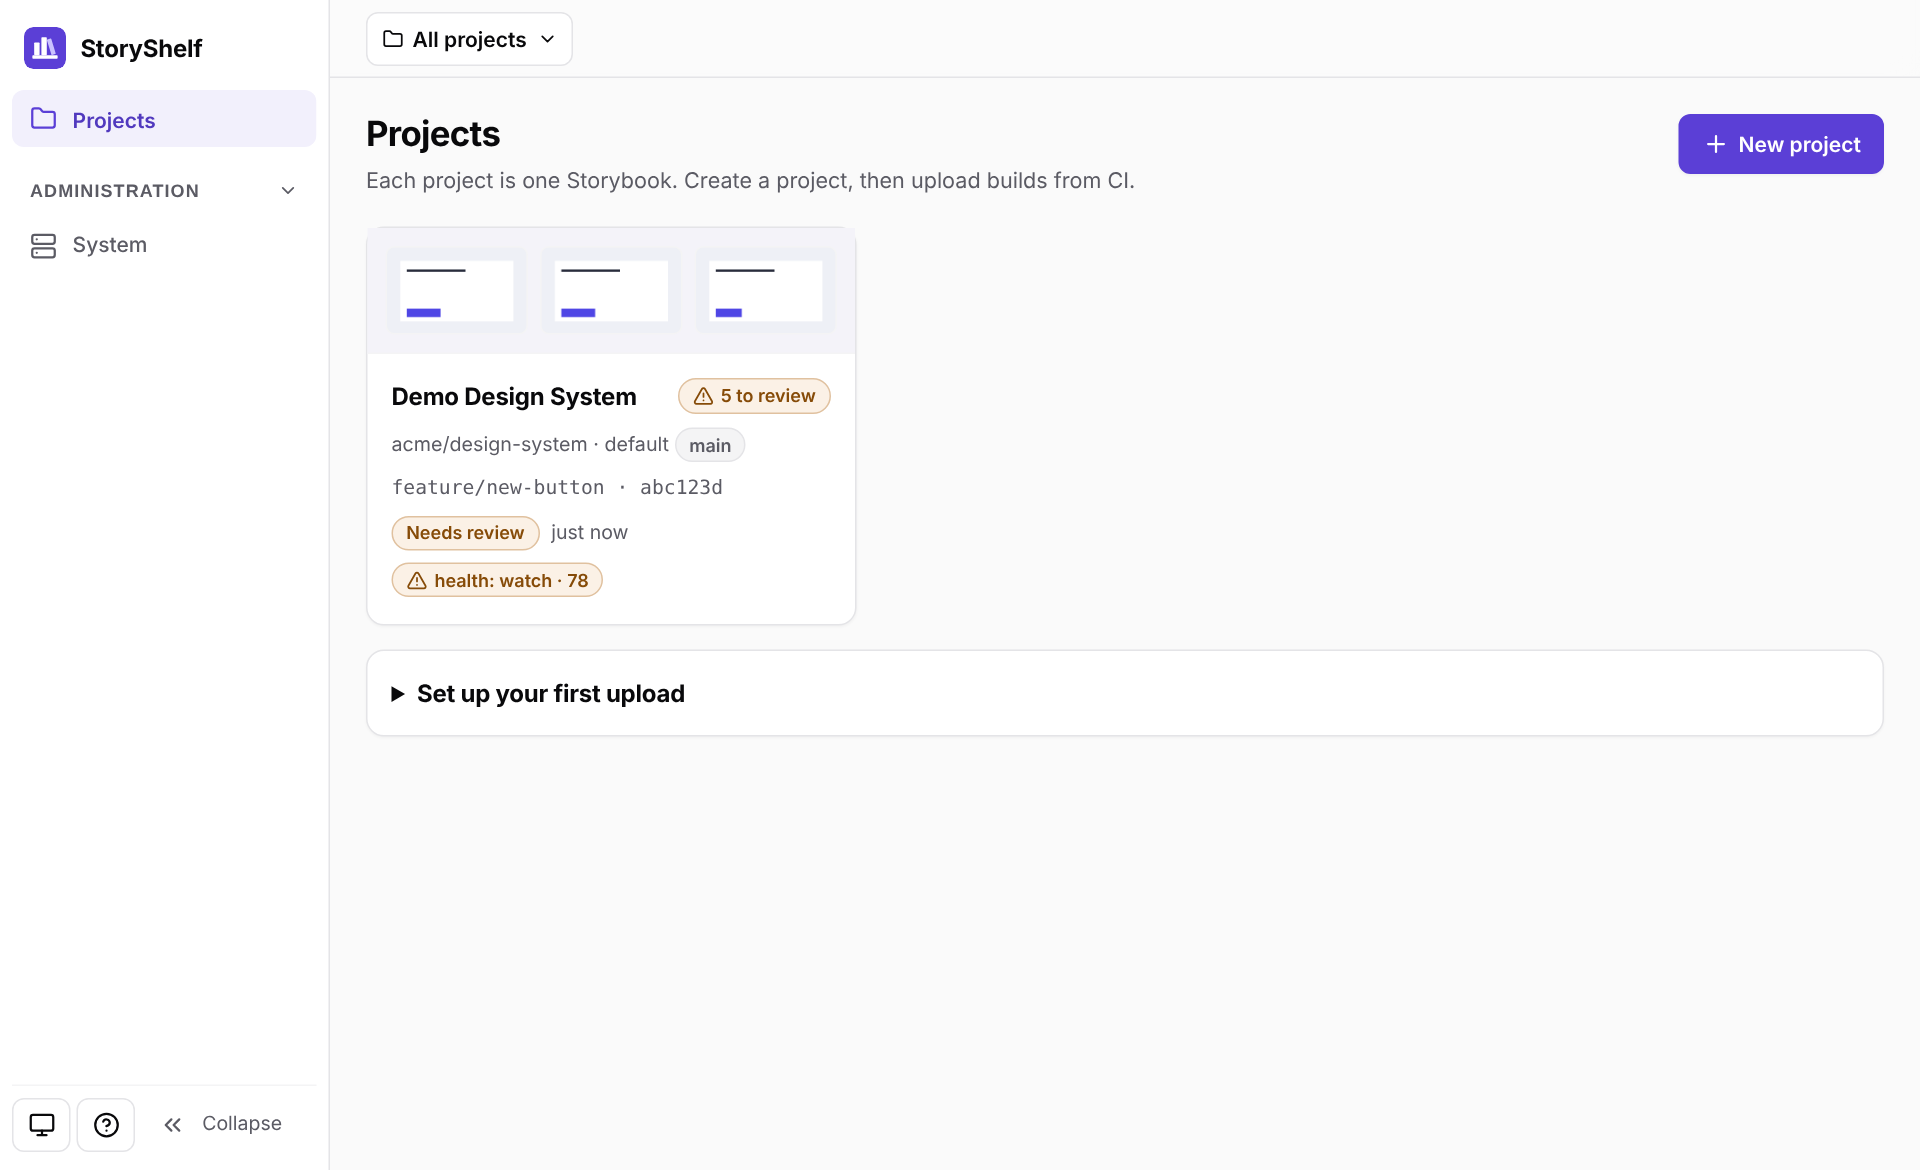 StoryShelf
Projects
ADMINISTRATION
System
Collapse
All projects
Projects
Each project is one Storybook. Create a project, then upload builds from CI.
New project
Demo Design System
5 to review
acme/design-system · default main
feature/new-button · abc123d
Needs review just now
health: watch · 78
Set up your first upload